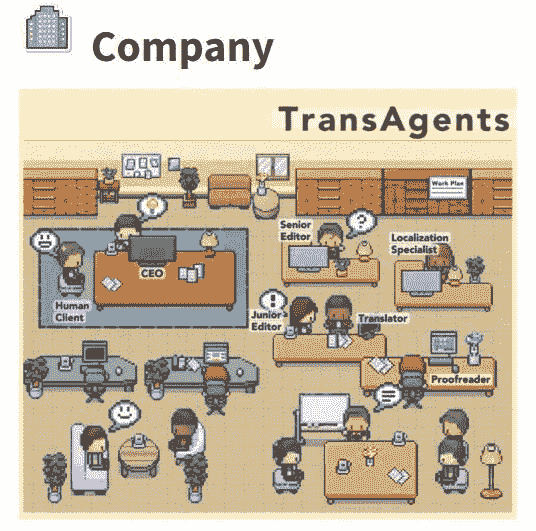 Company
TransAgents
Work Plan
Senior
Editor
Localization
Specialist
CEO
Human
Client
Junior
Editor
Translator
Proofreader